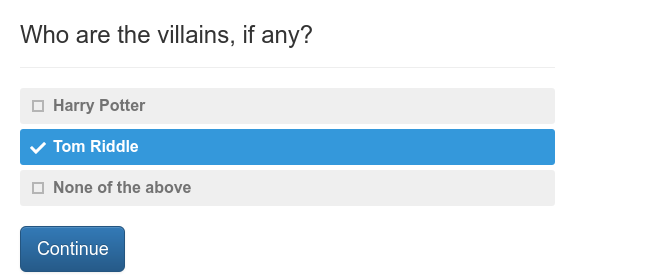 Who are the villains, if any?
Harry Potter
Tom Riddle
None of the above
Continue